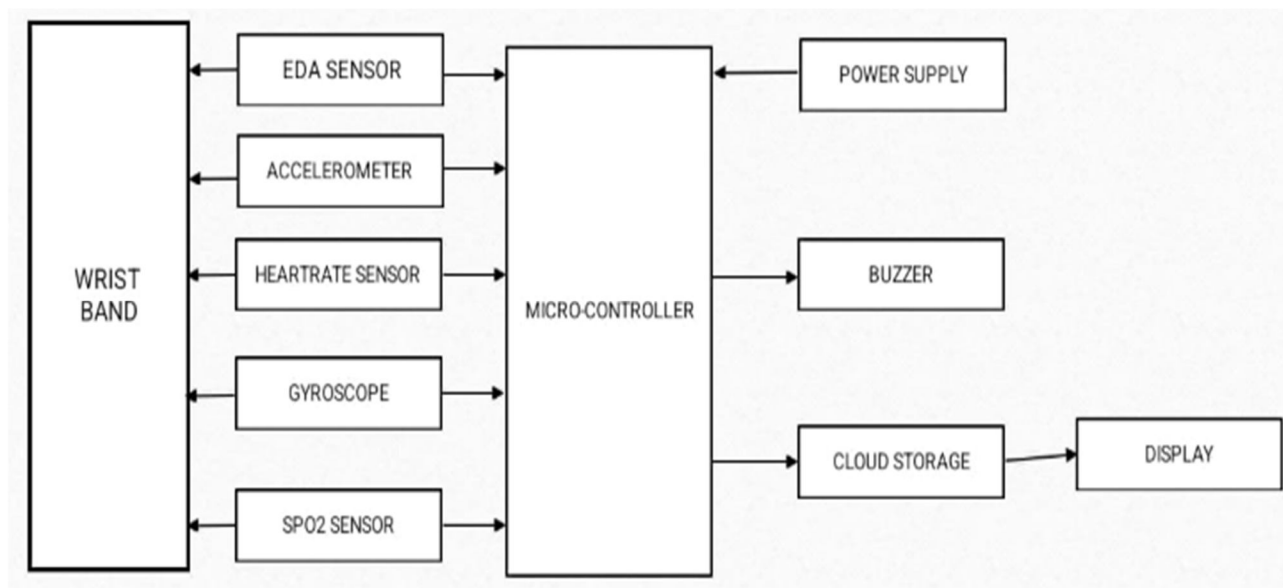 WRIST
BAND
EDA SENSOR
ACCELEROMETER
HEARTRATE SENSOR
GYROSCOPE
SPO2 SENSOR
MICRO-CONTROLLER
POWER SUPPLY
BUZZER
CLOUD STORAGE
DISPLAY